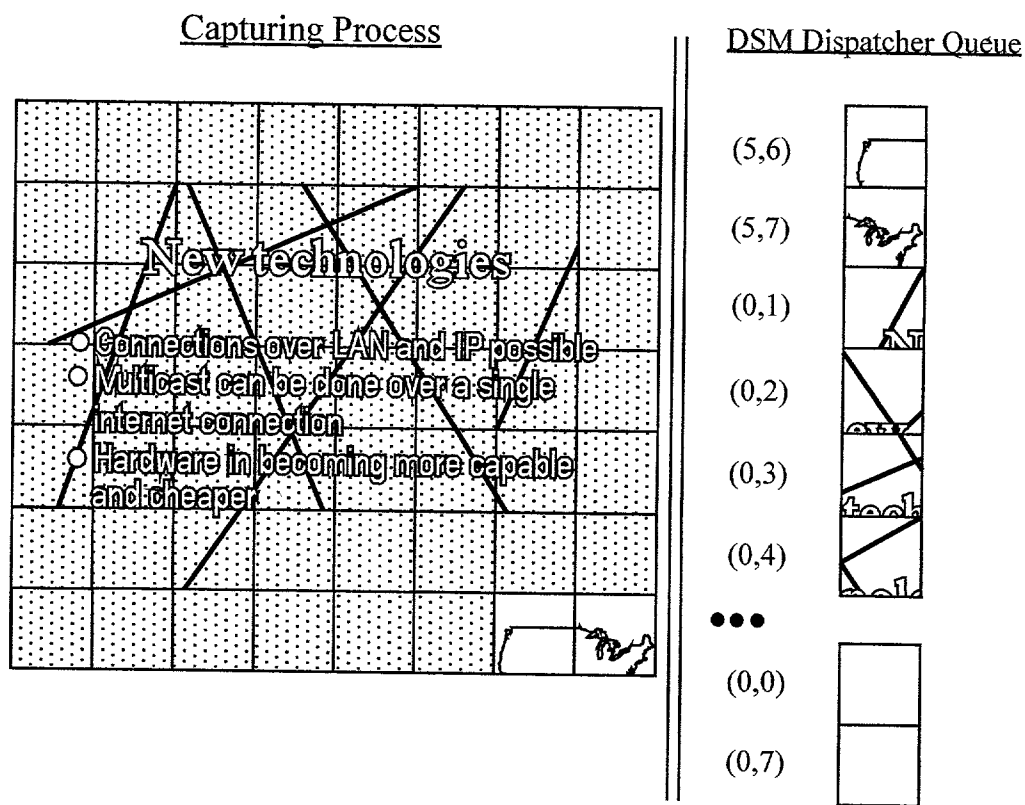 Capturing Process
DSM Dispatcher Queue
New technologies
Connections over LAN and IP possible
Multicast can be done over a single
internet connection
Hardware in becoming more capable
and cheaper
(5,6)
(5,7)
(0,1)
(0,2)
(0,3)
tech
(0,4)
(0,0)
(0,7)